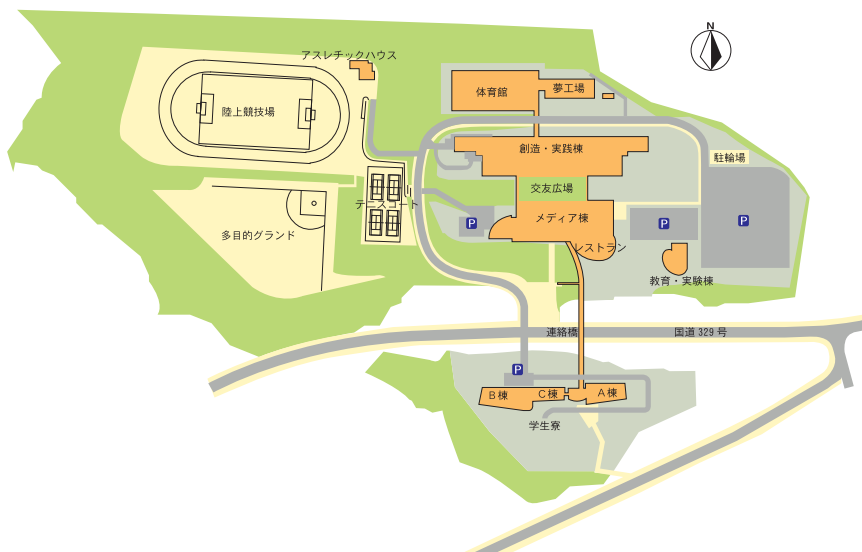 N
アスレチックハウス
体育館
夢工場
陸上競技場
創造・実践棟
駐輪場
交友広場
テニスコート
メディア棟
P
P
P
多目的グランド
レストラン
教育・実験棟
連絡橋
国道 329 号
P
B 棟
C 棟
A 棟
学生寮